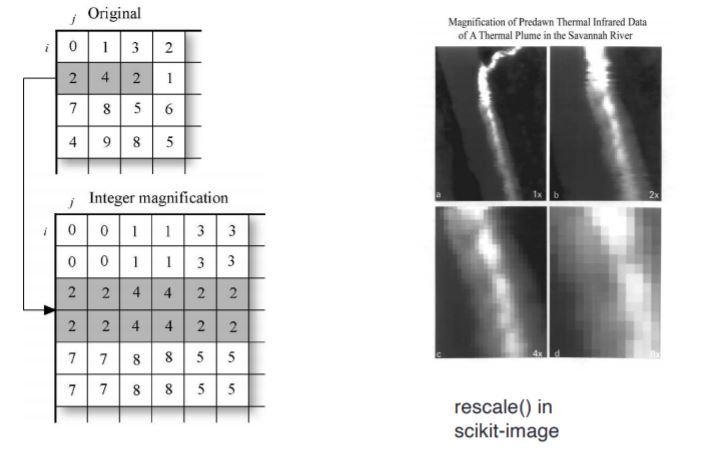 j Original
i 0 1 3 2
2 4 2 1
7 8 5 6
4 9 8 5
j Integer magnification
i 0 0 1 1 3 3
0 0 1 1 3 3
2 2 4 4 2 2
2 2 4 4 2 2
7 7 8 8 5 5
7 7 8 8 5 5
Magnification of Predawn Thermal Infrared Data
of A Thermal Plume in the Savannah River
a 1x b 2x
c 4x d
rescale() in
scikit-image